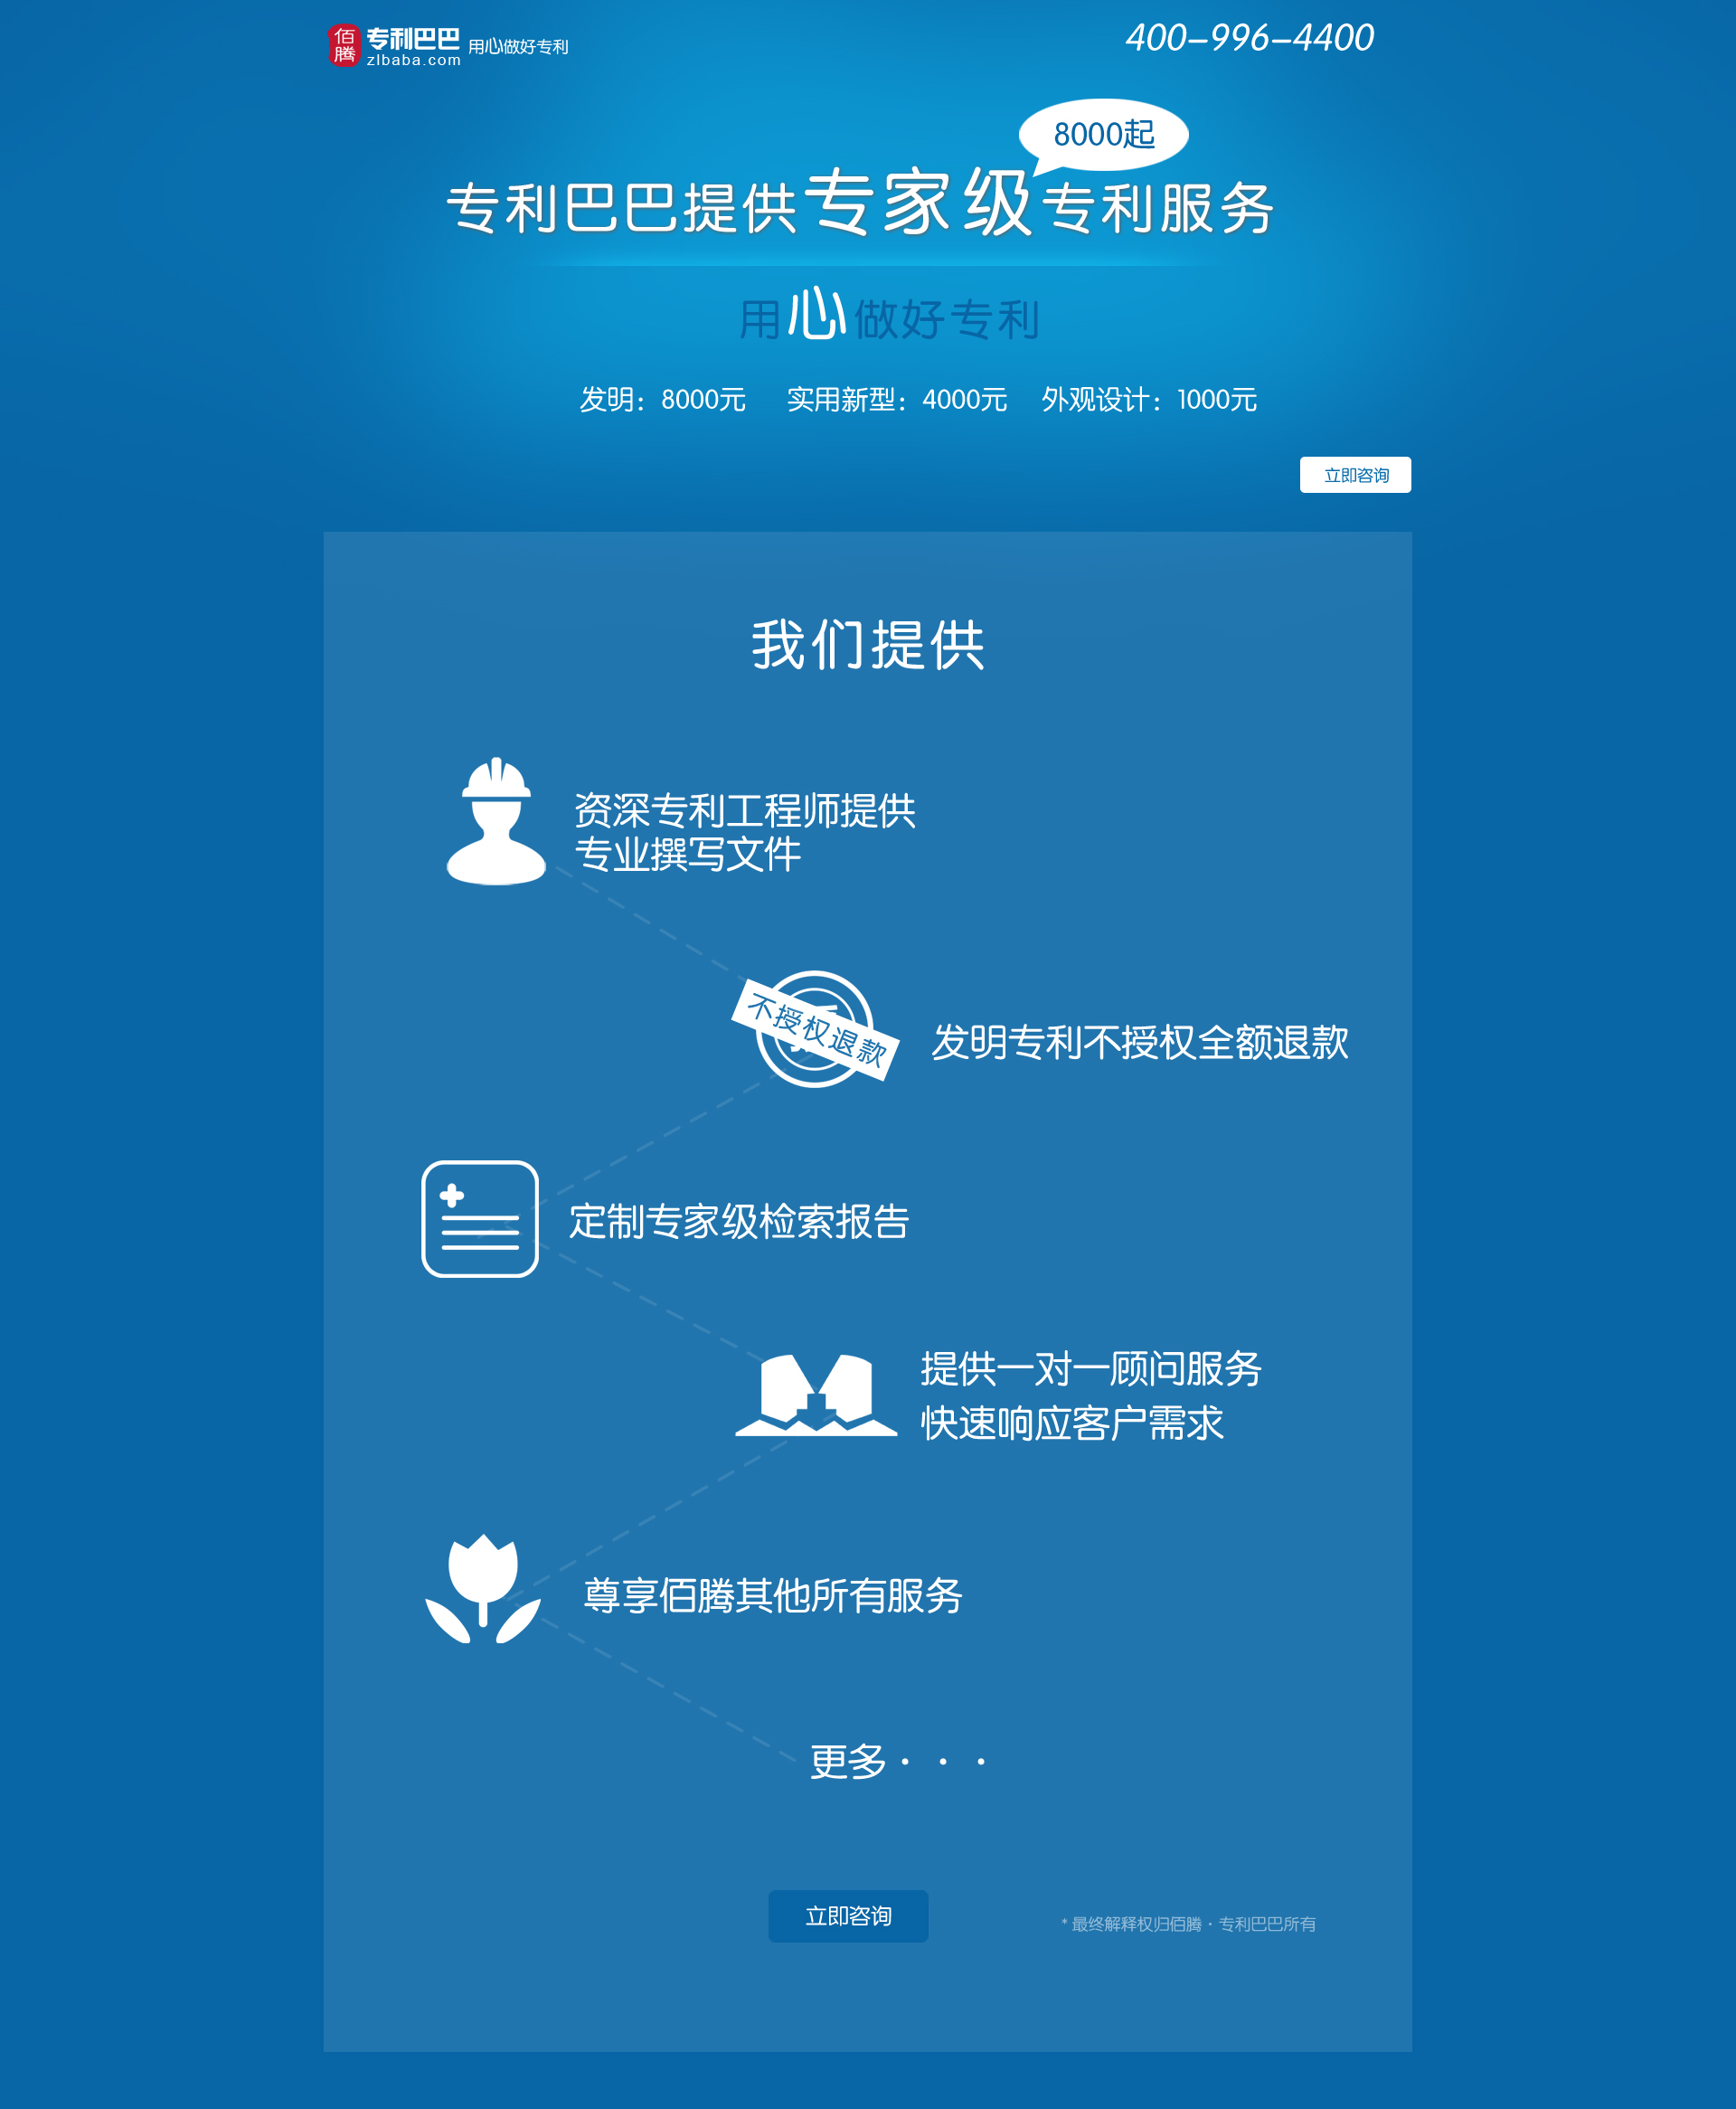 佰腾
专利巴巴
zlbaba.com
用心做好专利
400-996-4400
8000起
专利巴巴提供专家级专利服务
用心做好专利
发明：8000元 实用新型：4000元 外观设计：1000元
立即咨询
我们提供
资深专利工程师提供
专业撰写文件
不授权退款
发明专利不授权全额退款
定制专家级检索报告
提供一对一顾问服务
快速响应客户需求
尊享佰腾其他所有服务
更多 · · ·
立即咨询
* 最终解释权归佰腾 · 专利巴巴所有